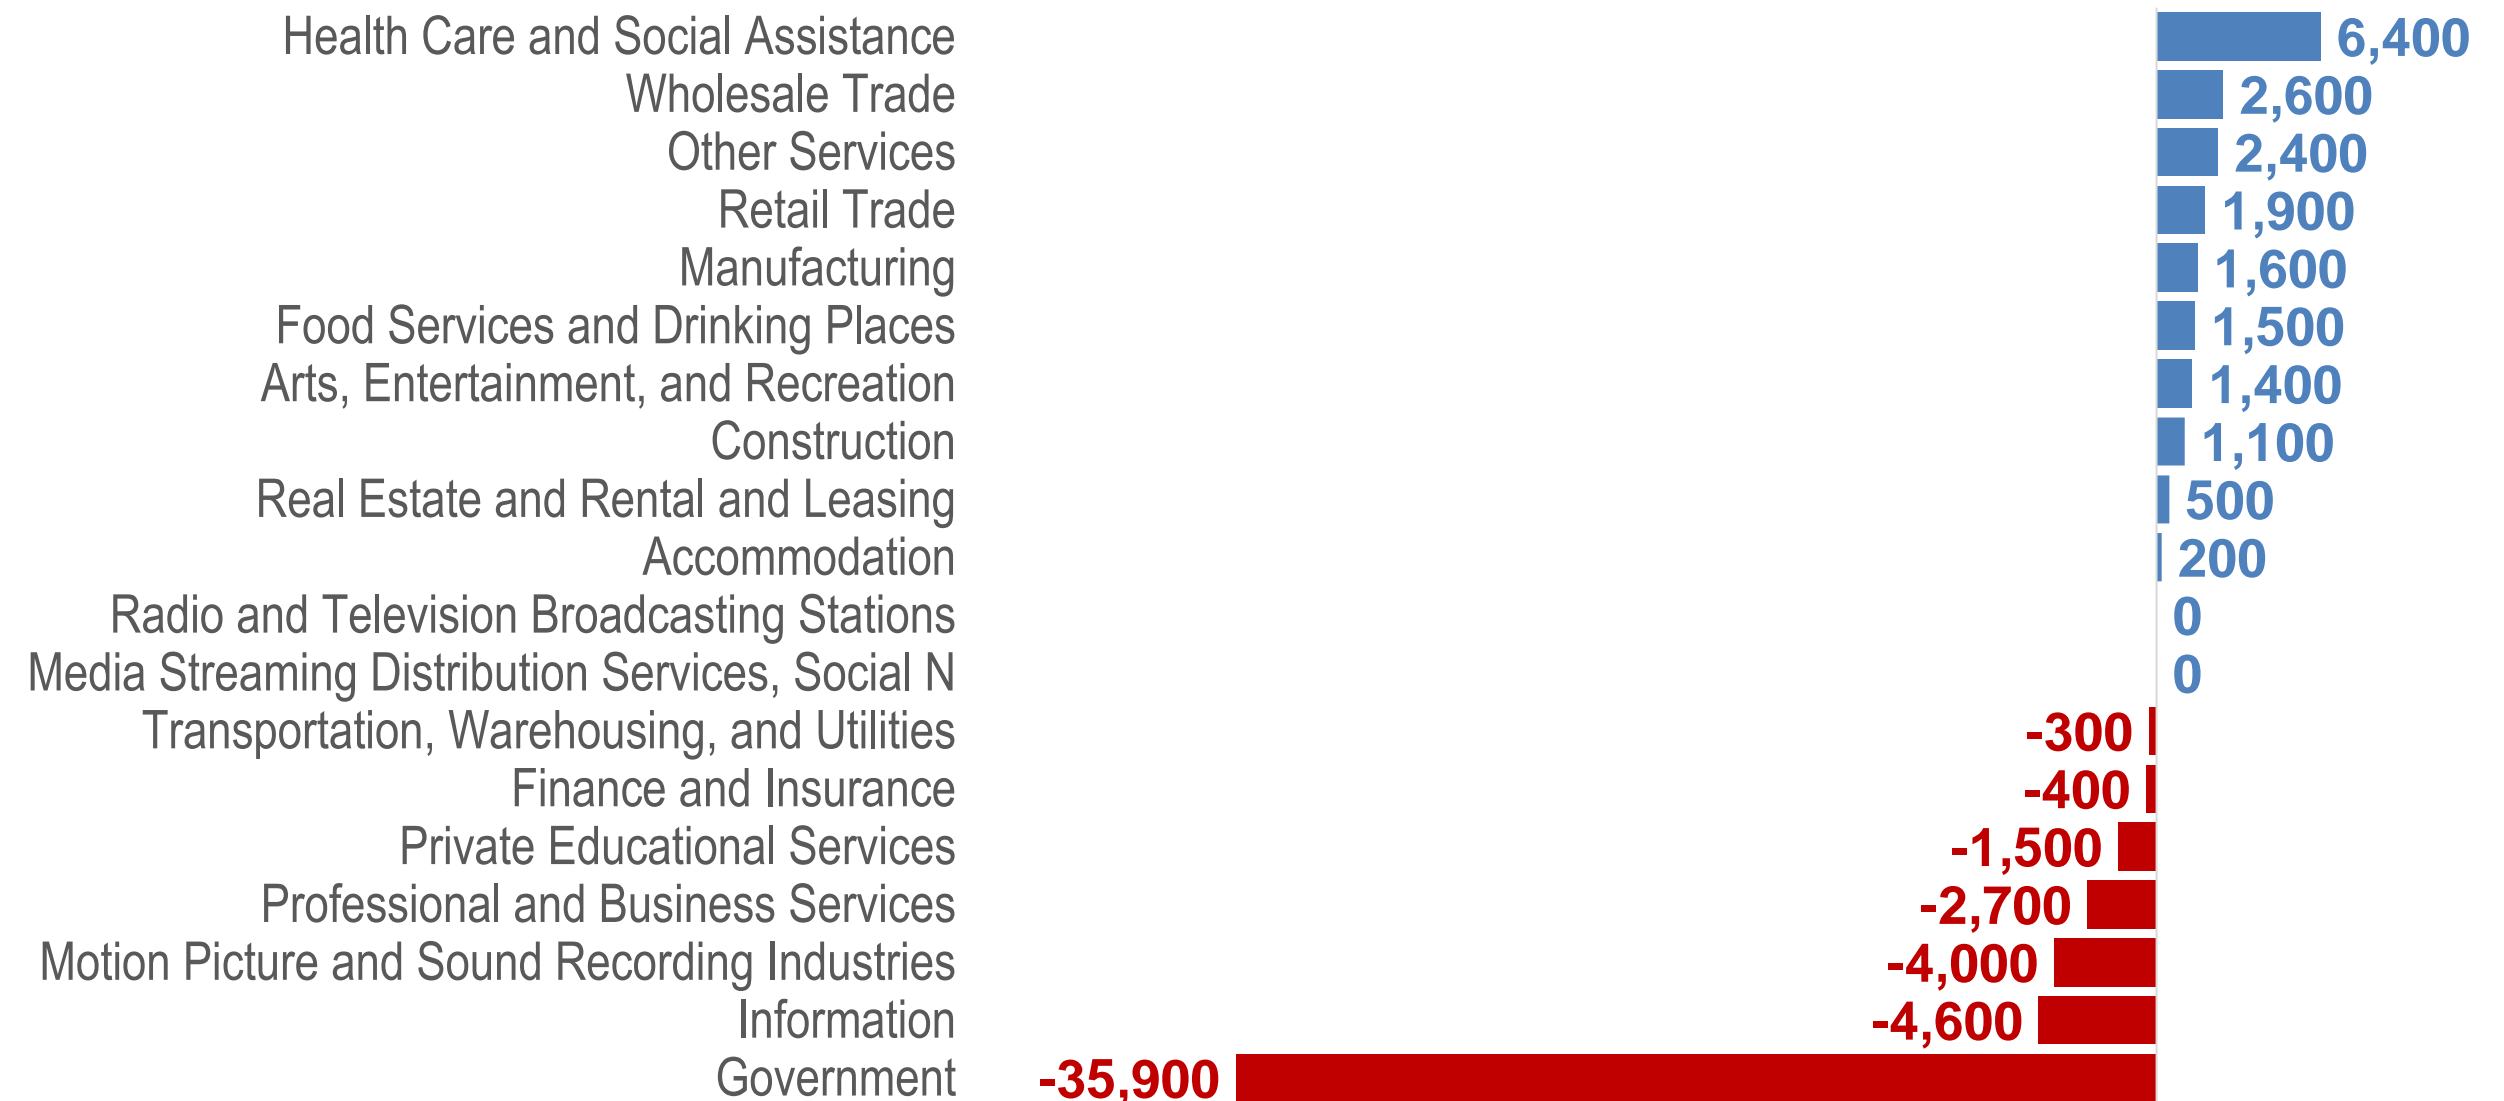 Health Care and Social Assistance 6,400
Wholesale Trade 2,600
Other Services 2,400
Retail Trade 1,900
Manufacturing 1,600
Food Services and Drinking Places 1,500
Arts, Entertainment, and Recreation 1,400
Construction 1,100
Real Estate and Rental and Leasing 500
Accommodation 200
Radio and Television Broadcasting Stations 0
Media Streaming Distribution Services, Social N 0
Transportation, Warehousing, and Utilities -300
Finance and Insurance -400
Private Educational Services -1,500
Professional and Business Services -2,700
Motion Picture and Sound Recording Industries -4,000
Information -4,600
Government -35,900